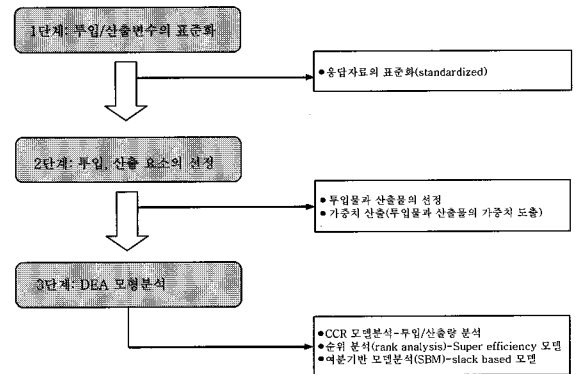 1단계: 투입/산출변수의 표준화
●응답자료의 표준화(standardized)
2단계: 투입, 산출 요소의 선정
●투입물과 산출물의 선정
●가중치 산출(투입물과 산출물의 가중치 도출)
3단계: DEA 모형분석
●CCR 모델분석-투입/산출량 분석
●순위 분석(rank analysis)-Super efficiency 모델
●여분기반 모델분석(SBM)-slack based 모델